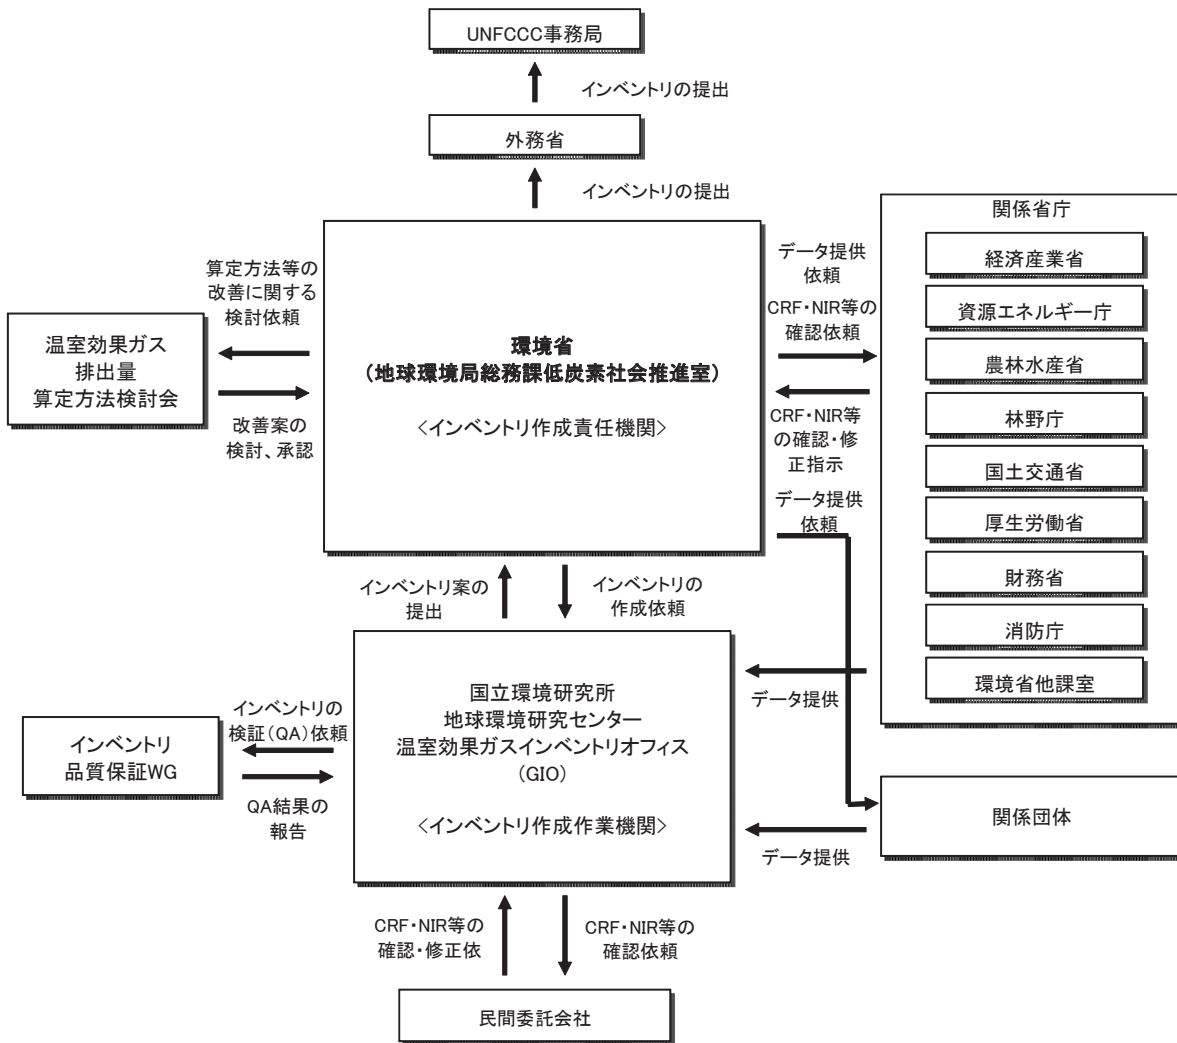 UNFCCC事務局
インベントリの提出
外務省
インベントリの提出
関係省庁
経済産業省
資源エネルギー庁
農林水産省
林野庁
国土交通省
厚生労働省
財務省
消防庁
環境省他課室
算定方法等の
改善に関する
検討依頼
温室効果ガス
排出量
算定方法検討会
改善案の
検討、承認
環境省
(地球環境局総務課低炭素社会推進室)
<インベントリ作成責任機関>
データ提供
依頼
CRF・NIR等の
確認依頼
CRF・NIR等
の確認・修
正指示
データ提供
依頼
インベントリ案の
提出
インベントリの
作成依頼
国立環境研究所
地球環境研究センター
温室効果ガスインベントリオフィス
(GIO)
<インベントリ作成作業機関>
インベントリの
検証(QA)依頼
インベントリ
品質保証WG
QA結果の
報告
データ提供
関係団体
データ提供
CRF・NIR等の
確認・修正依
CRF・NIR等の
確認依頼
民間委託会社